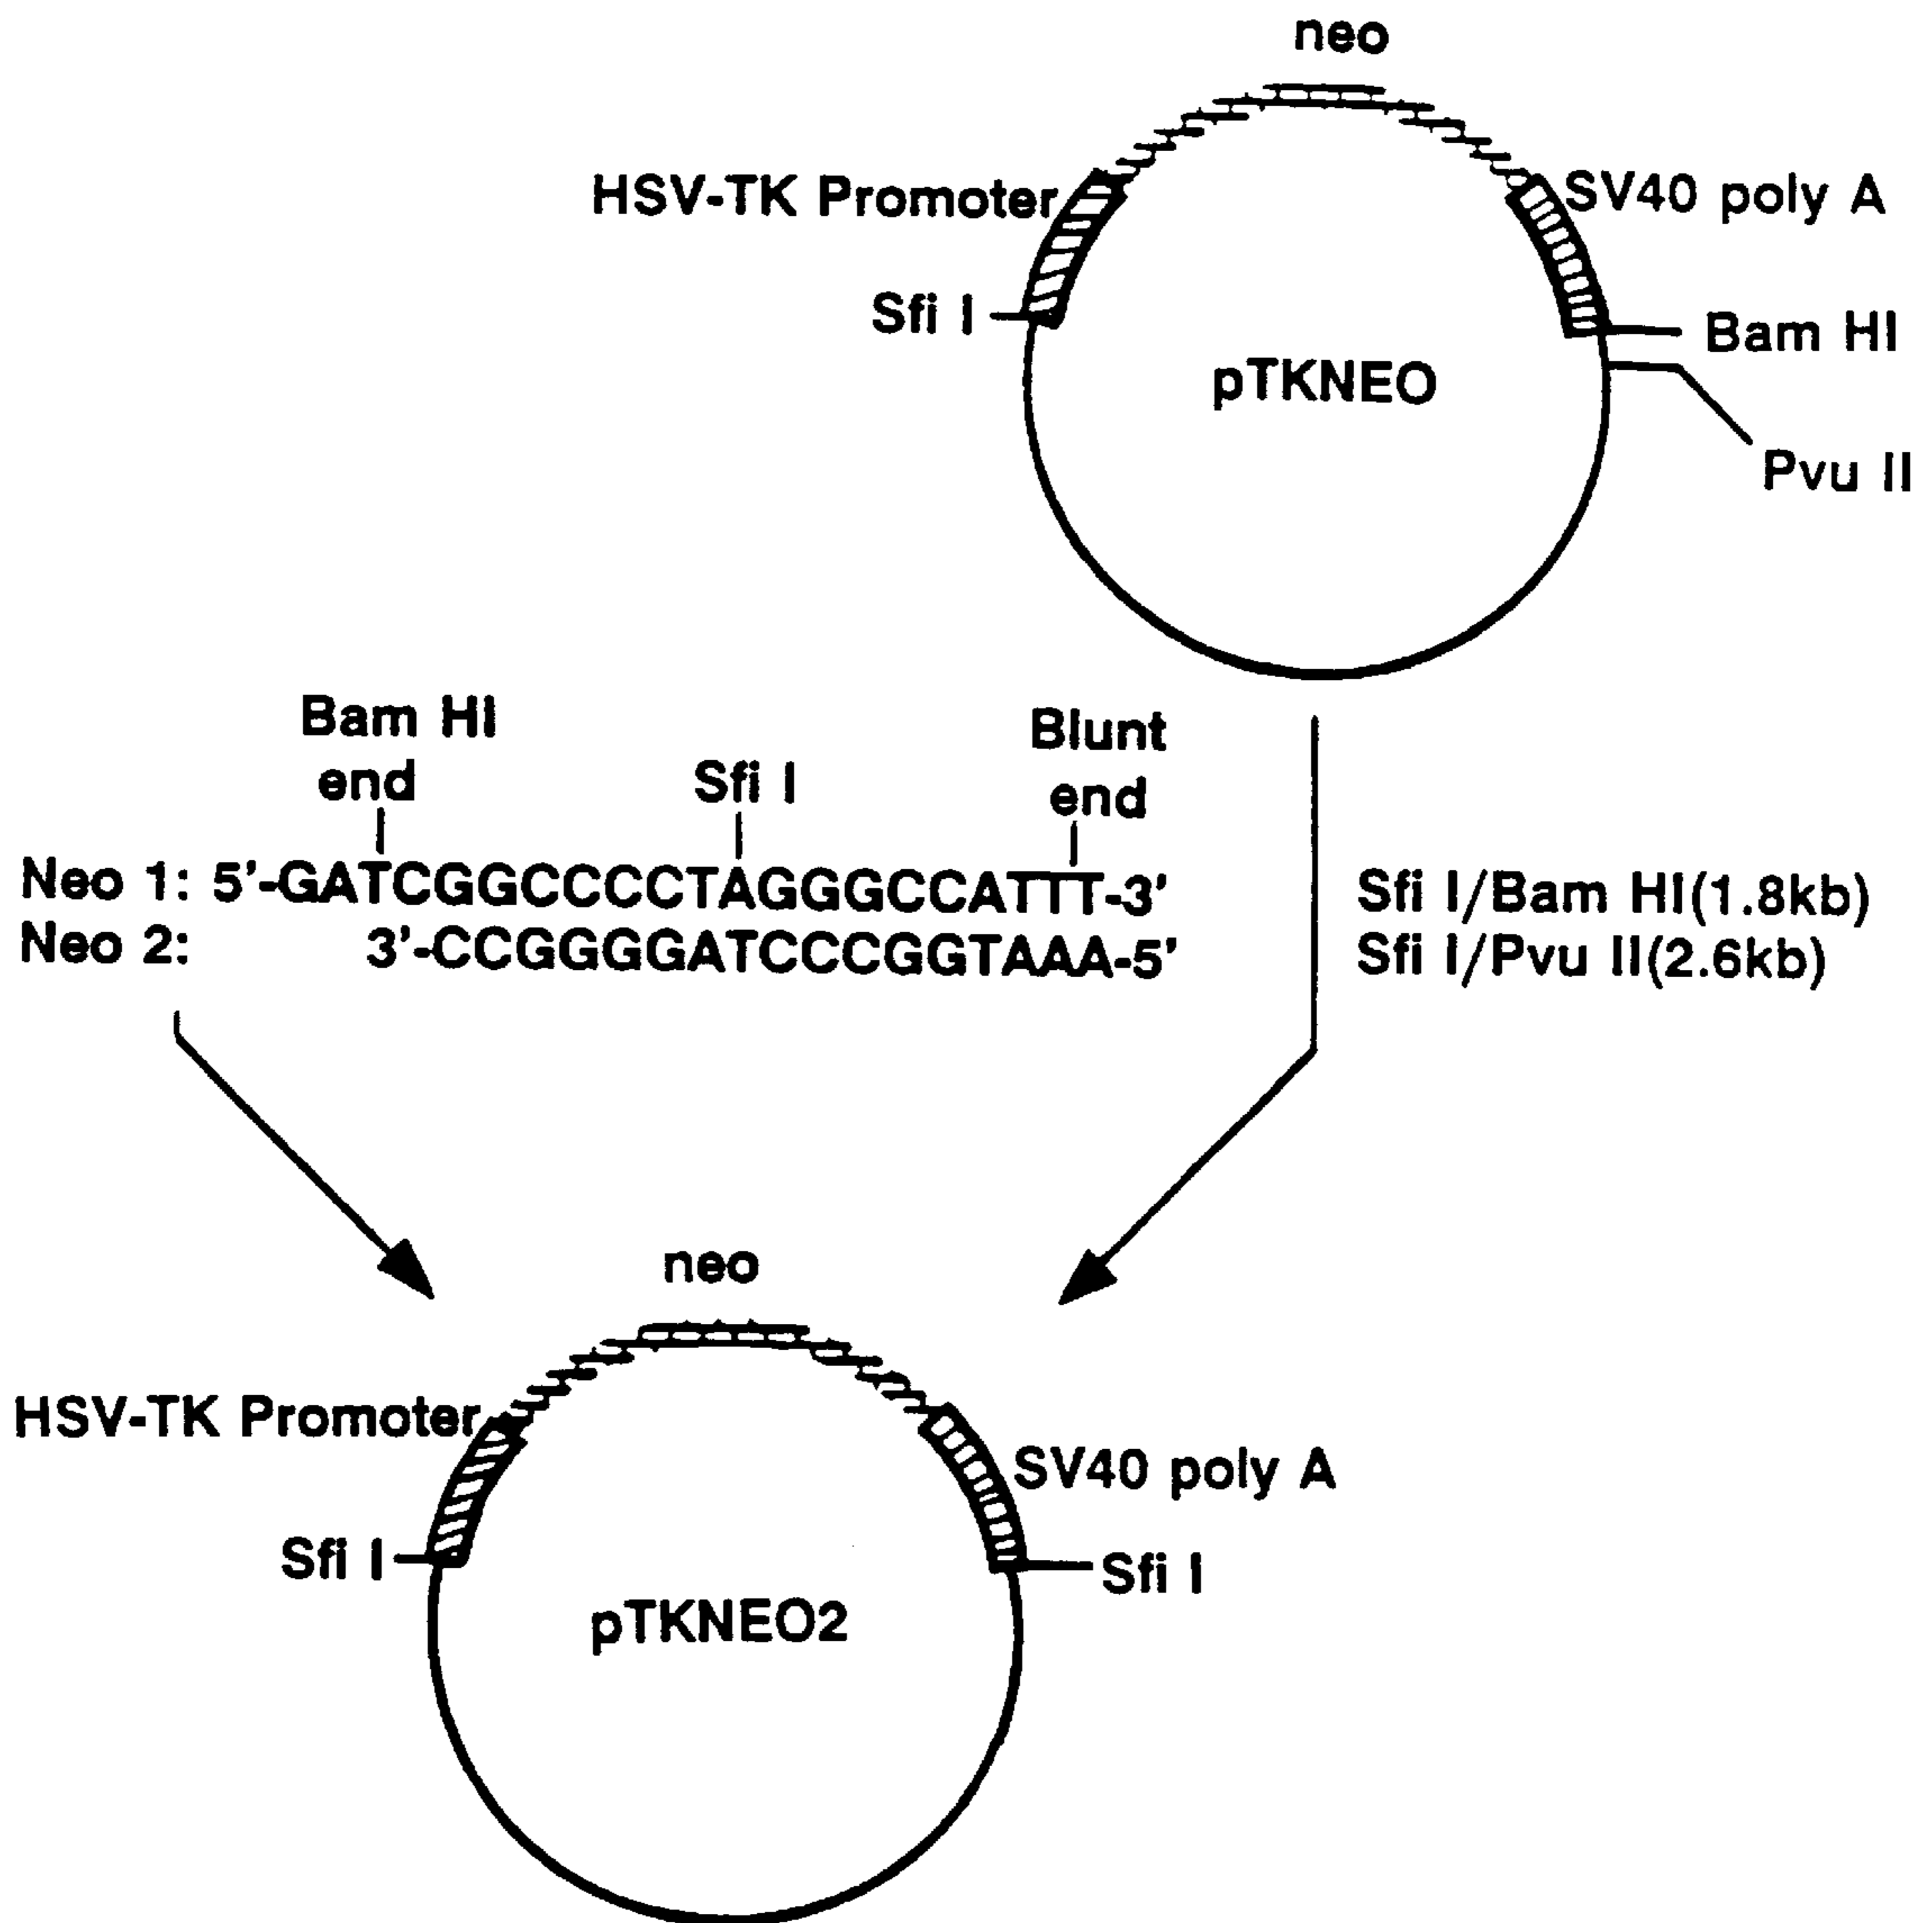 neo
HSV-TK Promoter
SV40 poly A
Sfi I
Bam HI
pTKNEO
Pvu II
Bam HI
end
Sfi I
Blunt
end
Neo 1: 5'-GATCGGCCCCTAGGGCCATTT-3'
Neo 2: 3'-CCGGGGATCCCGGTAAA-5'
Sfi I/Bam HI(1.8kb)
Sfi I/Pvu II(2.6kb)
neo
HSV-TK Promoter
SV40 poly A
Sfi I
Sfi I
pTKNEO2